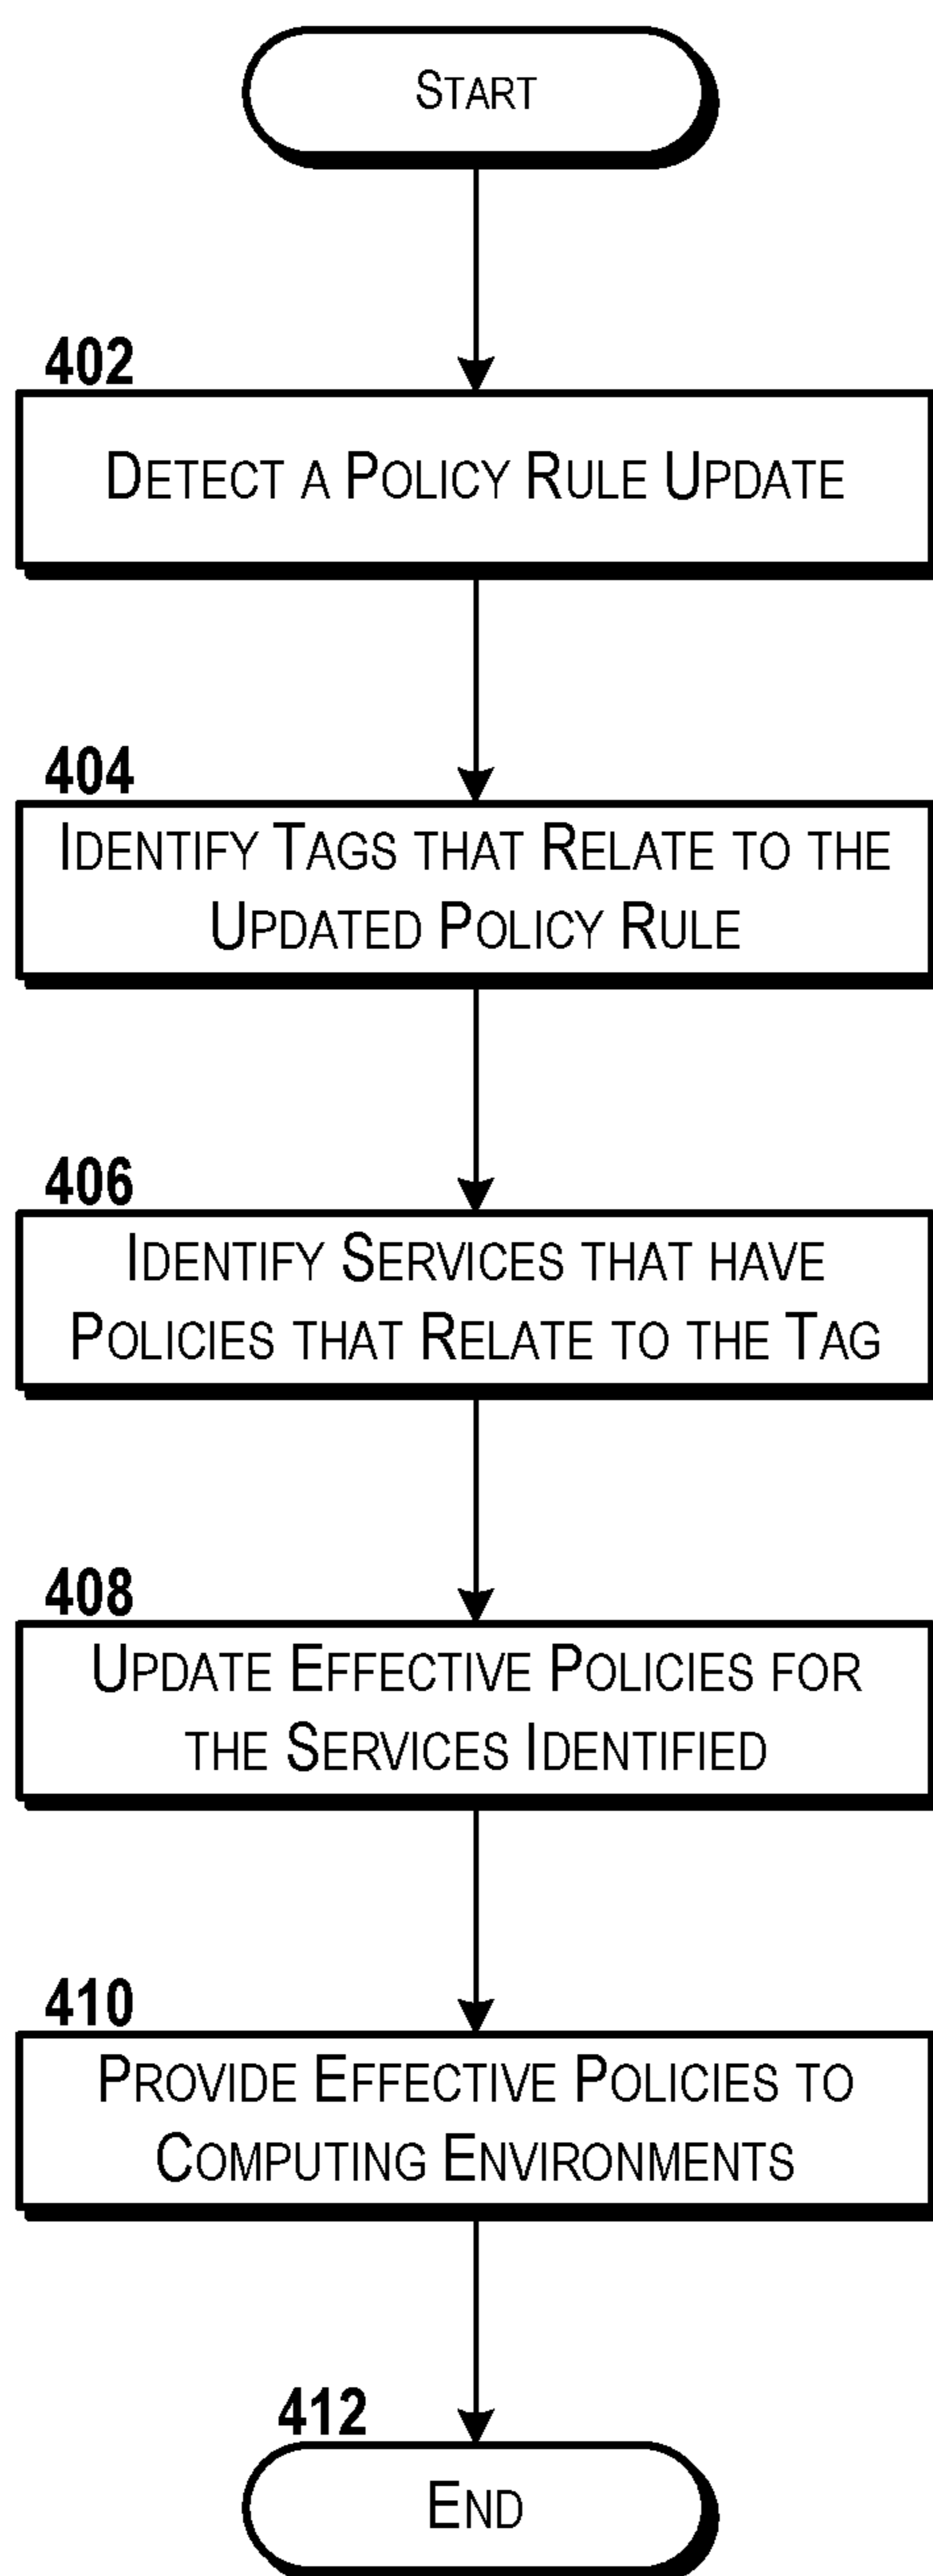 START
402
DETECT A POLICY RULE UPDATE
404
IDENTIFY TAGS THAT RELATE TO THE
UPDATED POLICY RULE
406
IDENTIFY SERVICES THAT HAVE
POLICIES THAT RELATE TO THE TAG
408
UPDATE EFFECTIVE POLICIES FOR
THE SERVICES IDENTIFIED
410
PROVIDE EFFECTIVE POLICIES TO
COMPUTING ENVIRONMENTS
412
END